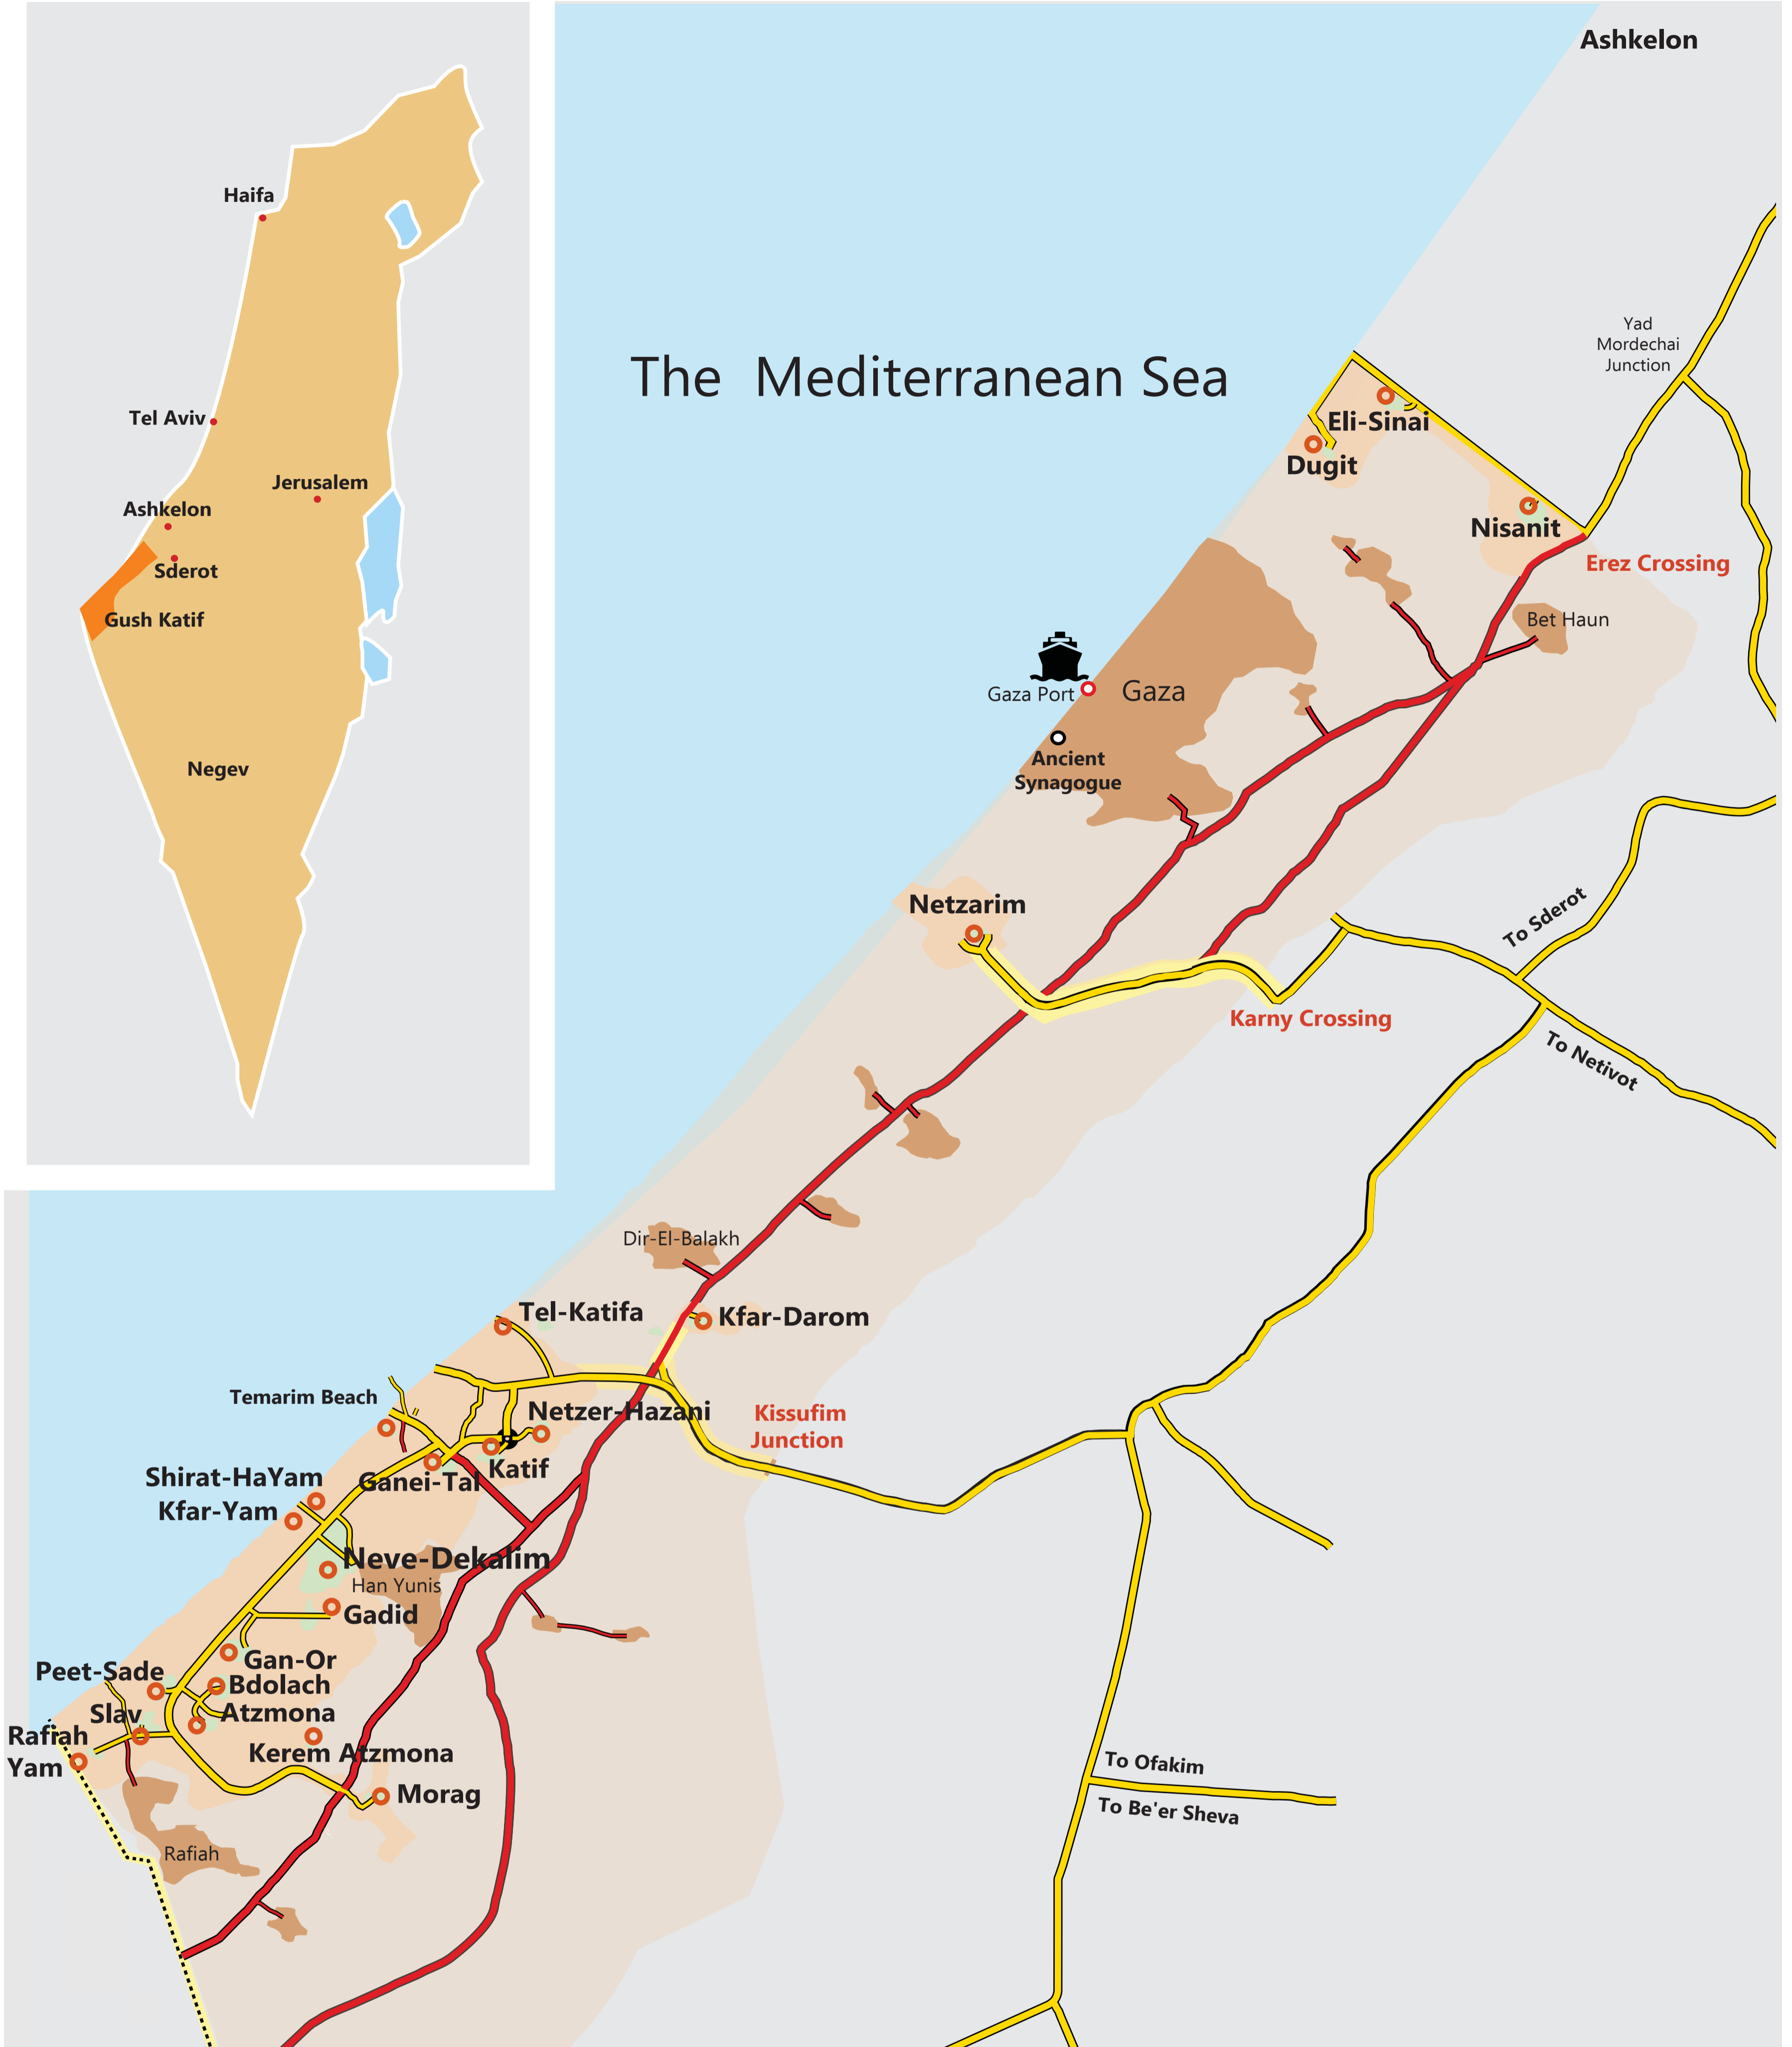 Haifa
Tel Aviv
Jerusalem
Ashkelon
Sderot
Gush Katif
Negev
Ashkelon
Yad
Mordechai
Junction
The Mediterranean Sea
Eli-Sinai
Dugit
Nisanit
Erez Crossing
Bet Haun
Gaza Port
Gaza
Ancient
Synagogue
Netzarim
To Sderot
Karny Crossing
To Netivot
Dir-El-Balakh
Tel-Katifa
Kfar-Darom
Temarim Beach
Netzer-Hazani
Kissufim
Junction
Katif
Ganei-Tal
Shirat-HaYam
Kfar-Yam
Neve-Dekalim
Han Yunis
Gadid
Gan-Or
Peet-Sade
Bdolach
Slav
Atzmona
Rafiah
Yam
Kerem Atzmona
Morag
To Ofakim
To Be'er Sheva
Rafiah